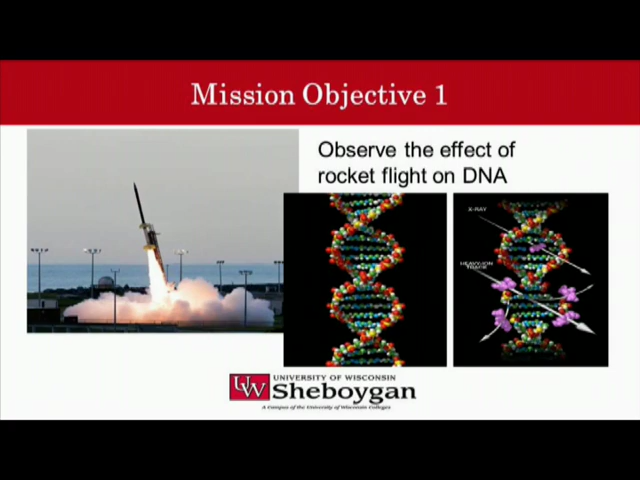 Mission Objective 1
Observe the effect of
rocket flight on DNA
X-RAY
HEAVY-ION
TRACK
UW
UNIVERSITY OF WISCONSIN
Sheboygan
A Campus of the University of Wisconsin Colleges